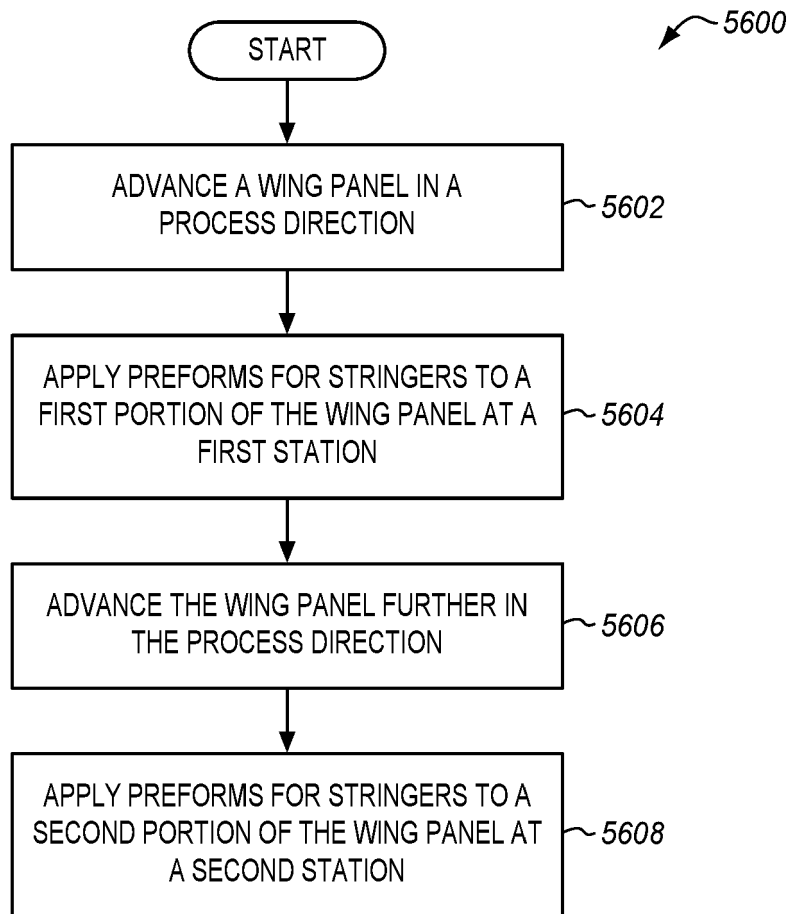 5600
START
ADVANCE A WING PANEL IN A
PROCESS DIRECTION
5602
APPLY PREFORMS FOR STRINGERS TO A
FIRST PORTION OF THE WING PANEL AT A
FIRST STATION
5604
ADVANCE THE WING PANEL FURTHER IN
THE PROCESS DIRECTION
5606
APPLY PREFORMS FOR STRINGERS TO A
SECOND PORTION OF THE WING PANEL AT
A SECOND STATION
5608